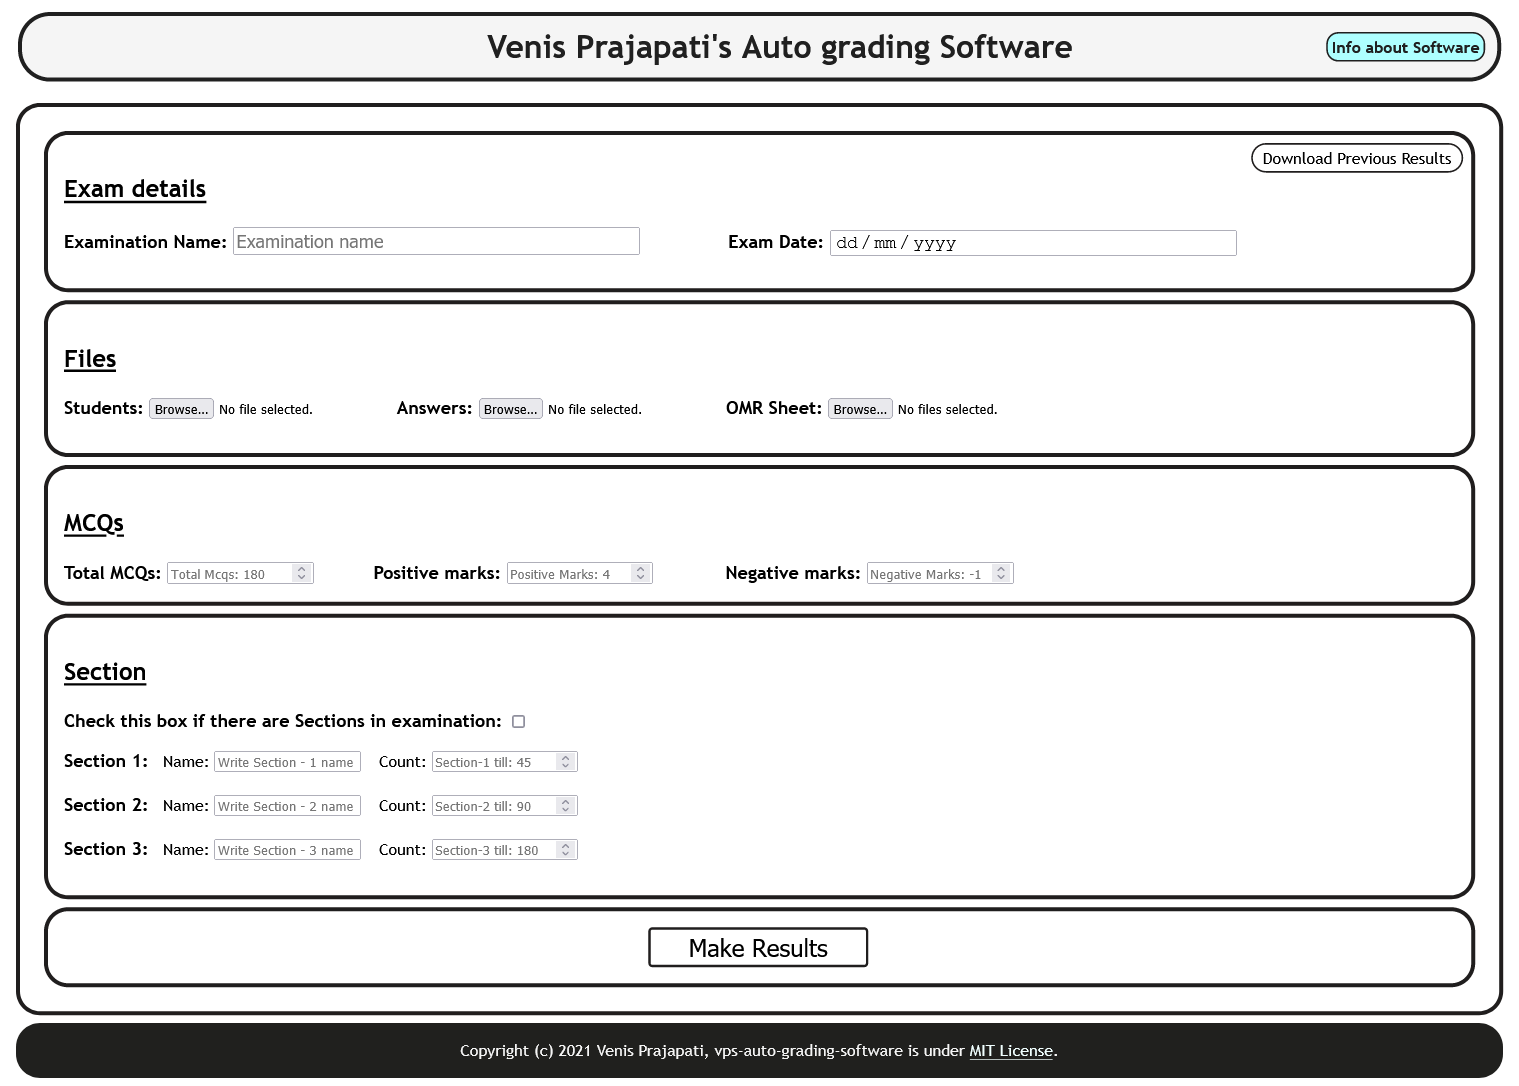 Venis Prajapati's Auto grading Software
Info about Software
Download Previous Results
Exam details
Examination Name: Examination name Exam Date: dd / mm / yyyy
Files
Students: Browse... No file selected. Answers: Browse... No file selected. OMR Sheet: Browse... No files selected.
MCQs
Total MCQs: Total Mcqs: 180 Positive marks: Positive Marks: 4 Negative marks: Negative Marks: -1
Section
Check this box if there are Sections in examination:
Section 1: Name: Write Section - 1 name Count: Section-1 till: 45
Section 2: Name: Write Section - 2 name Count: Section-2 till: 90
Section 3: Name: Write Section - 3 name Count: Section-3 till: 180
Make Results
Copyright (c) 2021 Venis Prajapati, vps-auto-grading-software is under MIT License.